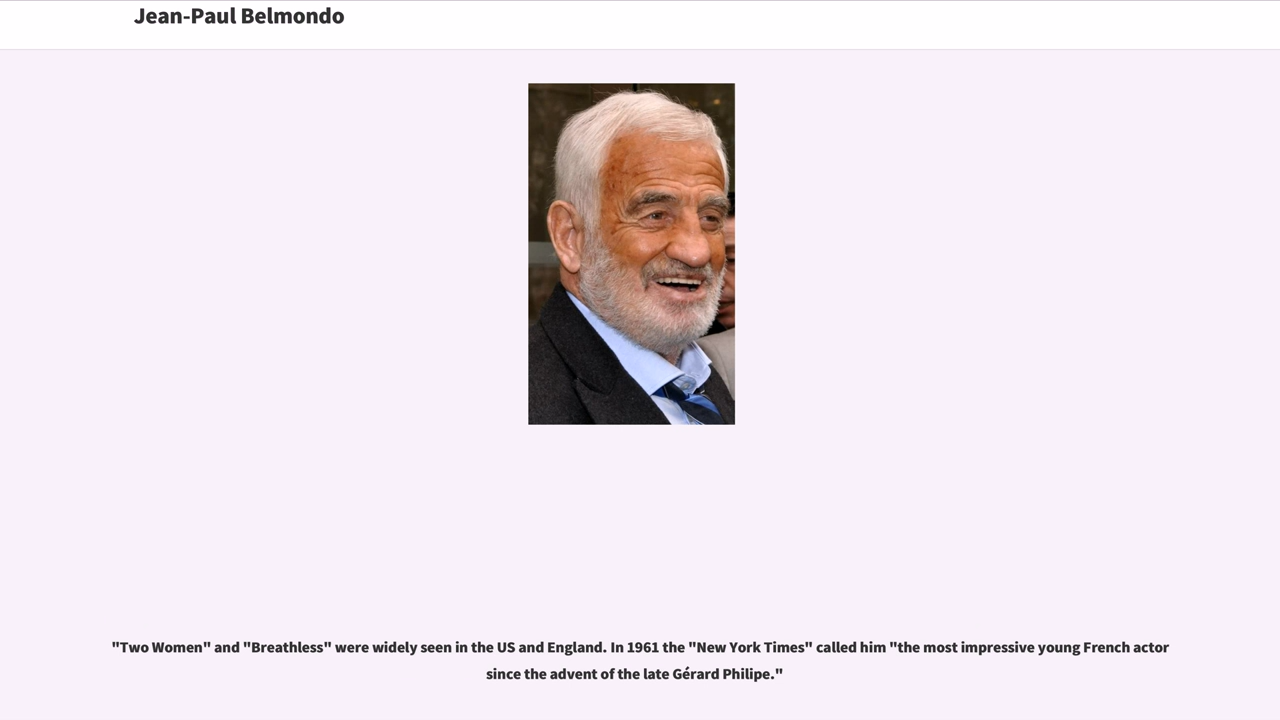 Jean-Paul Belmondo
"Two Women" and "Breathless" were widely seen in the US and England. In 1961 the "New York Times" called him "the most impressive young French actor
since the advent of the late Gérard Philipe."